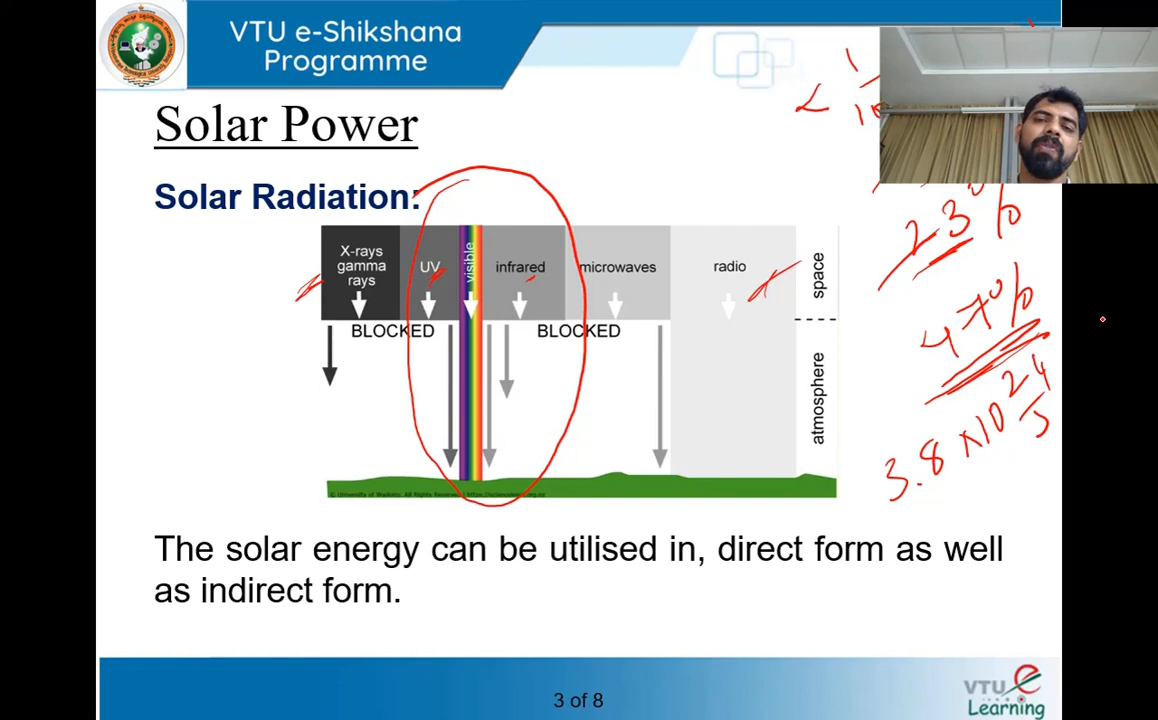 VTU e-Shikshana
Programme
Solar Power
< 1/10
Solar Radiation:
23%
X-rays
gamma
rays
UV
visible
infrared
microwaves
radio
space
47%
BLOCKED
BLOCKED
atmosphere
3.8 × 10^24 J
The solar energy can be utilised in, direct form as well
as indirect form.
3 of 8
VTU e
Learning